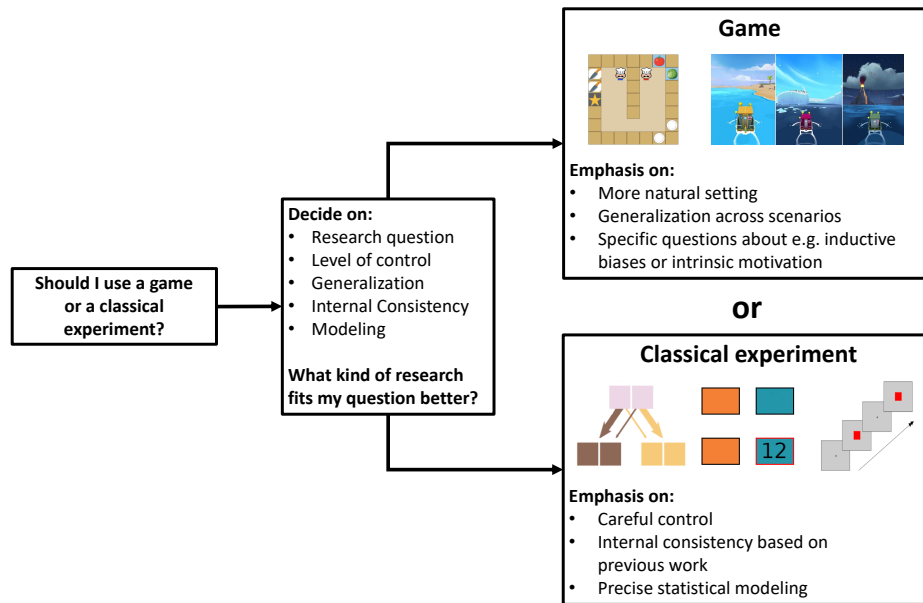 Should I use a game
or a classical
experiment?
Decide on:
• Research question
• Level of control
• Generalization
• Internal Consistency
• Modeling
What kind of research
fits my question better?
Game
Emphasis on:
• More natural setting
• Generalization across scenarios
• Specific questions about e.g. inductive
biases or intrinsic motivation
or
Classical experiment
12
Emphasis on:
• Careful control
• Internal consistency based on
previous work
• Precise statistical modeling